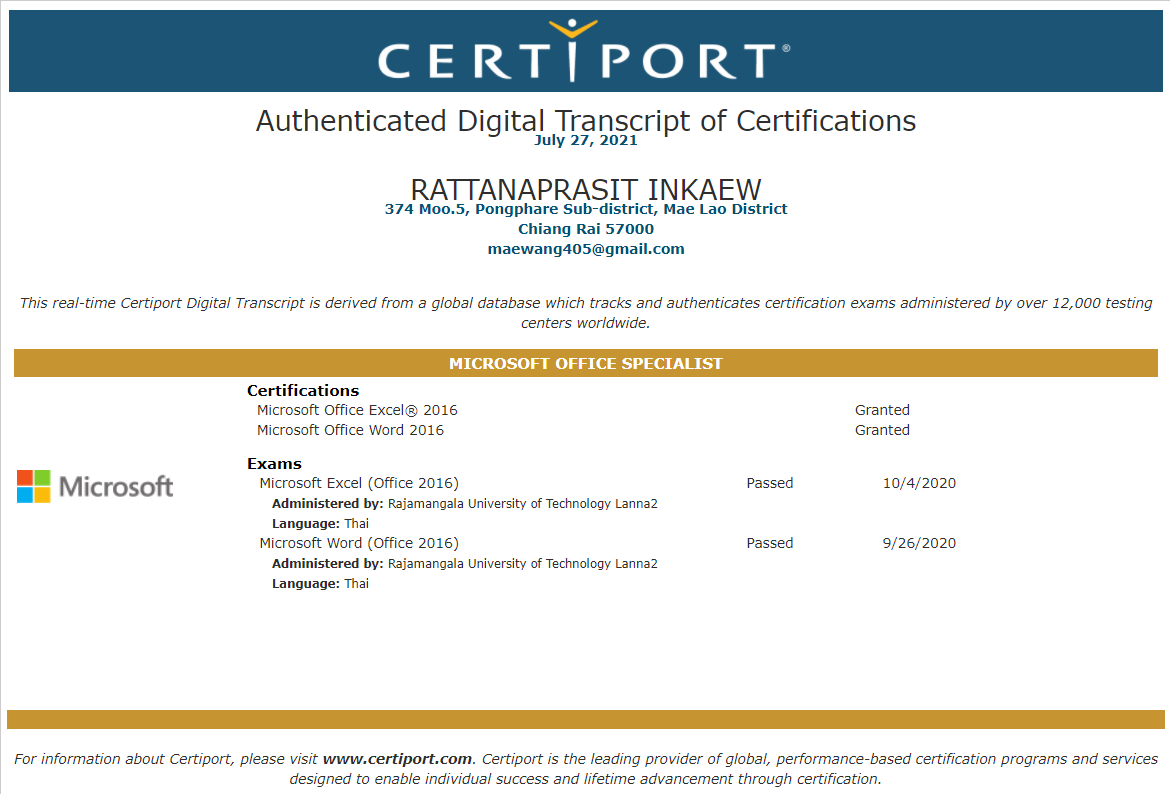 CERTIPORT®
Authenticated Digital Transcript of Certifications
July 27, 2021
RATTANAPRASIT INKAEW
374 Moo.5, Pongphare Sub-district, Mae Lao District
Chiang Rai 57000
maewang405@gmail.com
This real-time Certiport Digital Transcript is derived from a global database which tracks and authenticates certification exams administered by over 12,000 testing
centers worldwide.
MICROSOFT OFFICE SPECIALIST
Certifications
Microsoft Office Excel® 2016 Granted
Microsoft Office Word 2016 Granted
Exams
Microsoft Excel (Office 2016) Passed 10/4/2020
Microsoft
Administered by: Rajamangala University of Technology Lanna2
Language: Thai
Microsoft Word (Office 2016) Passed 9/26/2020
Administered by: Rajamangala University of Technology Lanna2
Language: Thai
For information about Certiport, please visit www.certiport.com. Certiport is the leading provider of global, performance-based certification programs and services
designed to enable individual success and lifetime advancement through certification.